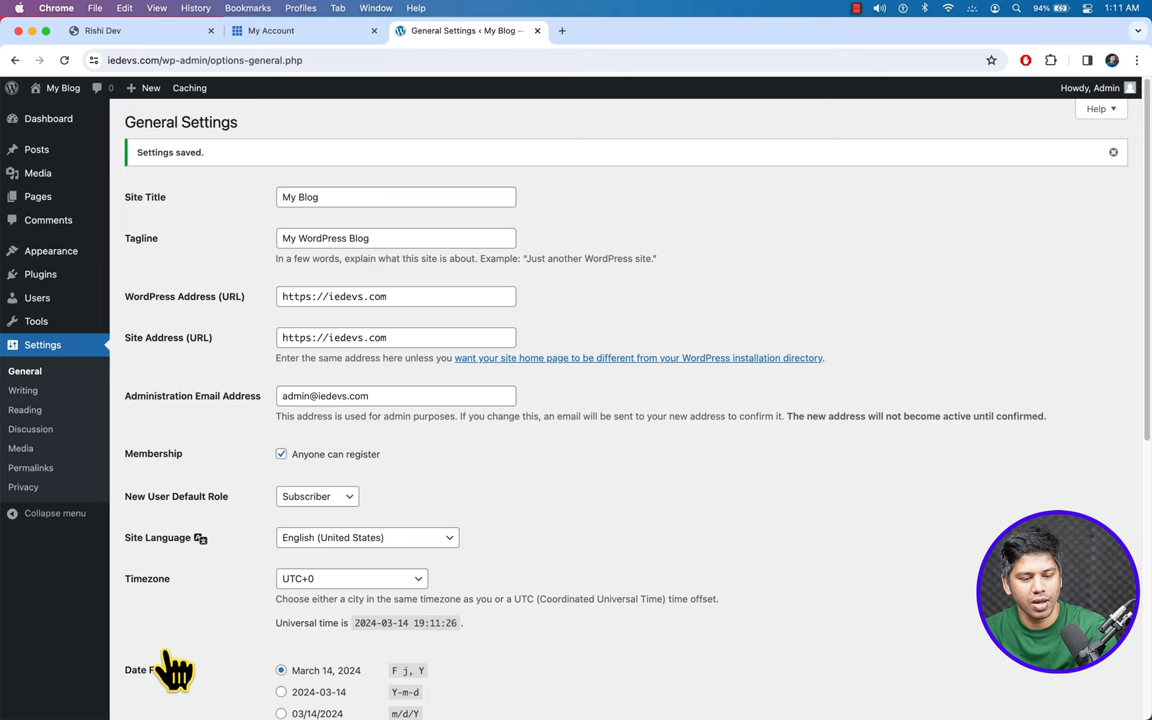 Chrome File Edit View History Bookmarks Profiles Tab Window Help 94% 1:11 AM
Rishi Dev My Account General Settings ‹ My Blog —
iedevs.com/wp-admin/options-general.php
My Blog 0 New Caching Howdy, Admin
Help
Dashboard
Posts
Media
Pages
Comments
Appearance
Plugins
Users
Tools
Settings
General
Writing
Reading
Discussion
Media
Permalinks
Privacy
Collapse menu
General Settings
Settings saved.
Site Title My Blog
Tagline My WordPress Blog
In a few words, explain what this site is about. Example: “Just another WordPress site.”
WordPress Address (URL) https://iedevs.com
Site Address (URL) https://iedevs.com
Enter the same address here unless you want your site home page to be different from your WordPress installation directory.
Administration Email Address admin@iedevs.com
This address is used for admin purposes. If you change this, an email will be sent to your new address to confirm it. The new address will not become active until confirmed.
Membership Anyone can register
New User Default Role Subscriber
Site Language English (United States)
Timezone UTC+0
Choose either a city in the same timezone as you or a UTC (Coordinated Universal Time) time offset.
Universal time is 2024-03-14 19:11:26 .
Date F March 14, 2024 F j, Y
2024-03-14 Y-m-d
03/14/2024 m/d/Y